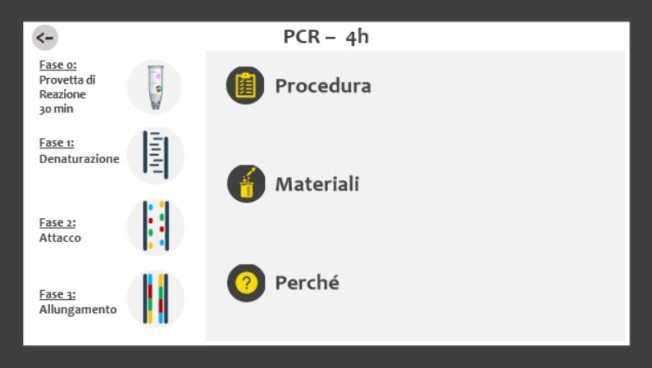 <-
PCR – 4h
Fase 0:
Provetta di
Reazione
30 min
Fase 1:
Denaturazione
Fase 2:
Attacco
Fase 3:
Allungamento
Procedura
Materiali
?
Perché